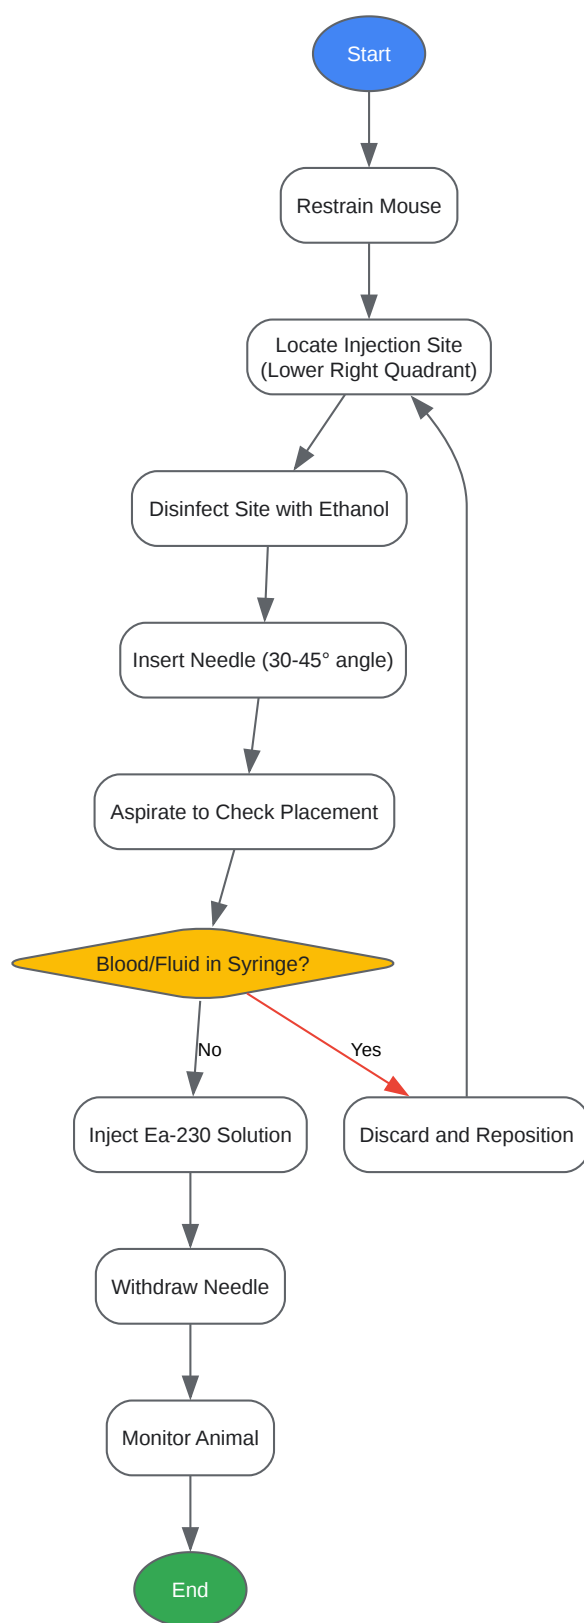 Start
Restrain Mouse
Locate Injection Site
(Lower Right Quadrant)
Disinfect Site with Ethanol
Insert Needle (30-45° angle)
Aspirate to Check Placement
Blood/Fluid in Syringe?
No
Yes
Inject Ea-230 Solution
Discard and Reposition
Withdraw Needle
Monitor Animal
End